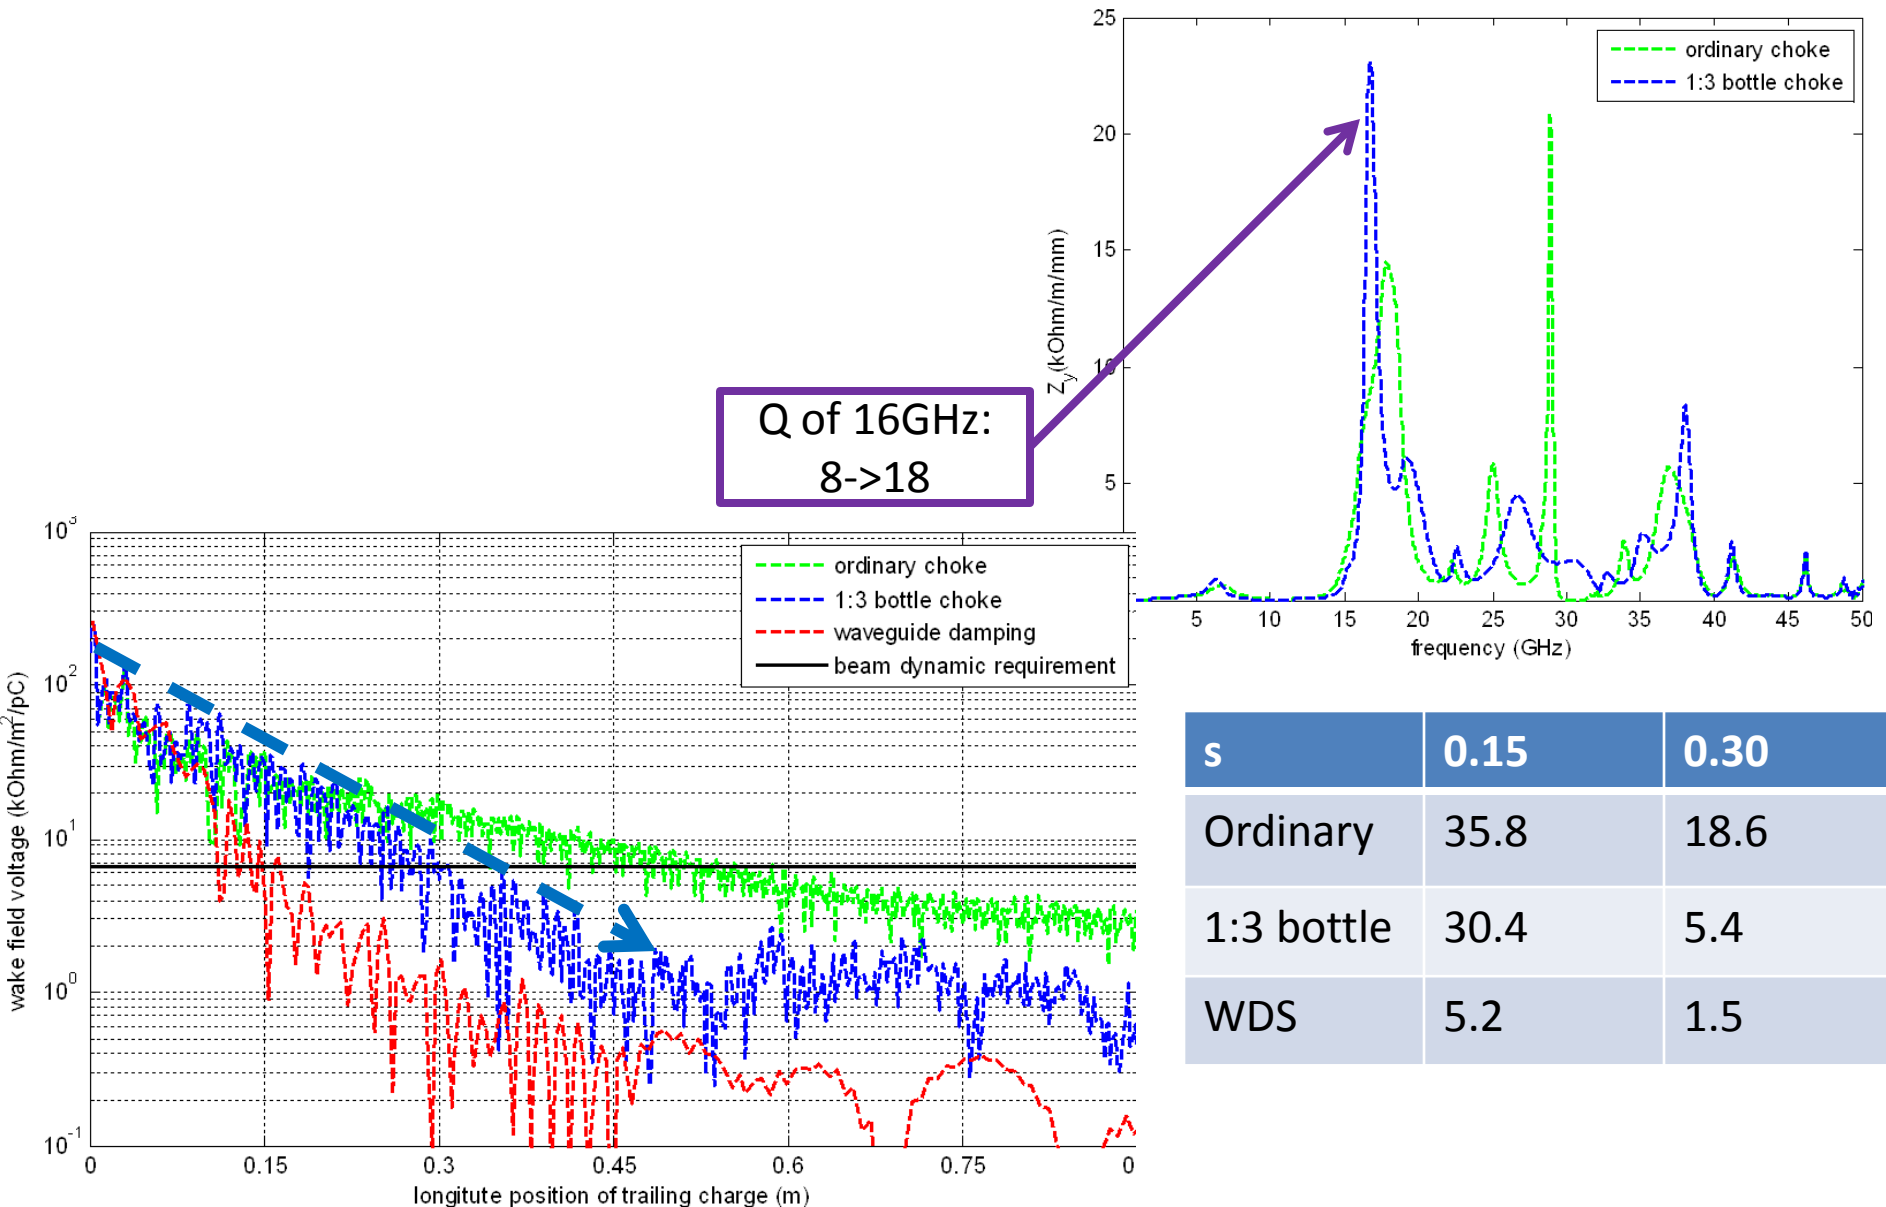 25
20
15
10
5
Z_y(kOhm/m/mm)
ordinary choke
1:3 bottle choke
5 10 15 20 25 30 35 40 45 50
frequency (GHz)
Q of 16GHz:
8->18
10^3
10^2
10^1
10^0
10^-1
wake field voltage (kOhm/m^2/pC)
ordinary choke
1:3 bottle choke
waveguide damping
beam dynamic requirement
0 0.15 0.3 0.45 0.6 0.75 0
longitute position of trailing charge (m)
s 0.15 0.30
Ordinary 35.8 18.6
1:3 bottle 30.4 5.4
WDS 5.2 1.5